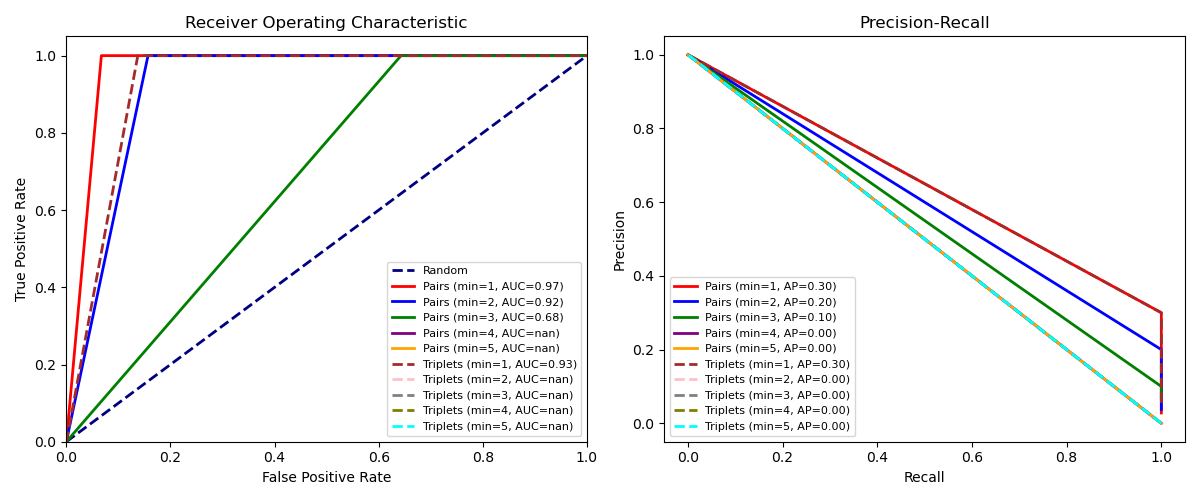 Receiver Operating Characteristic
True Positive Rate
1.0
0.8
0.6
0.4
0.2
0.0
Random
Pairs (min=1, AUC=0.97)
Pairs (min=2, AUC=0.92)
Pairs (min=3, AUC=0.68)
Pairs (min=4, AUC=nan)
Pairs (min=5, AUC=nan)
Triplets (min=1, AUC=0.93)
Triplets (min=2, AUC=nan)
Triplets (min=3, AUC=nan)
Triplets (min=4, AUC=nan)
Triplets (min=5, AUC=nan)
0.0 0.2 0.4 0.6 0.8 1.0
False Positive Rate
Precision-Recall
Precision
1.0
0.8
0.6
0.4
0.2
0.0
Pairs (min=1, AP=0.30)
Pairs (min=2, AP=0.20)
Pairs (min=3, AP=0.10)
Pairs (min=4, AP=0.00)
Pairs (min=5, AP=0.00)
Triplets (min=1, AP=0.30)
Triplets (min=2, AP=0.00)
Triplets (min=3, AP=0.00)
Triplets (min=4, AP=0.00)
Triplets (min=5, AP=0.00)
0.0 0.2 0.4 0.6 0.8 1.0
Recall